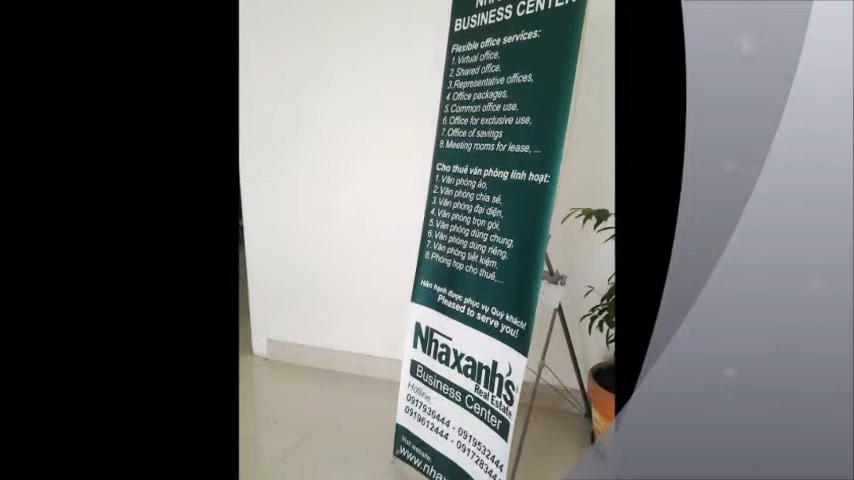 BUSINESS CENTER
Flexible office services:
1. Virtual office,
2. Shared office,
3. Representative offices,
4. Office packages,
5. Common office use,
6. Office for exclusive use,
7. Office of savings
8. Meeting rooms for lease, ...
Cho thuê văn phòng linh hoạt:
1. Văn phòng ảo,
2. Văn phòng chia sẻ,
3. Văn phòng đại diện,
4. Văn phòng trọn gói,
5. Văn phòng dùng chung,
6. Văn phòng dùng riêng,
7. Văn phòng tiết kiệm,
8. Phòng họp cho thuê,...
Hân hạnh được phục vụ Quý khách!
Pleased to serve you!
Nhaxanh's
Real Estate
Business Center
Hotline:
0917936444 - 0919532444
0919612444 - 0917283444
Visit website: